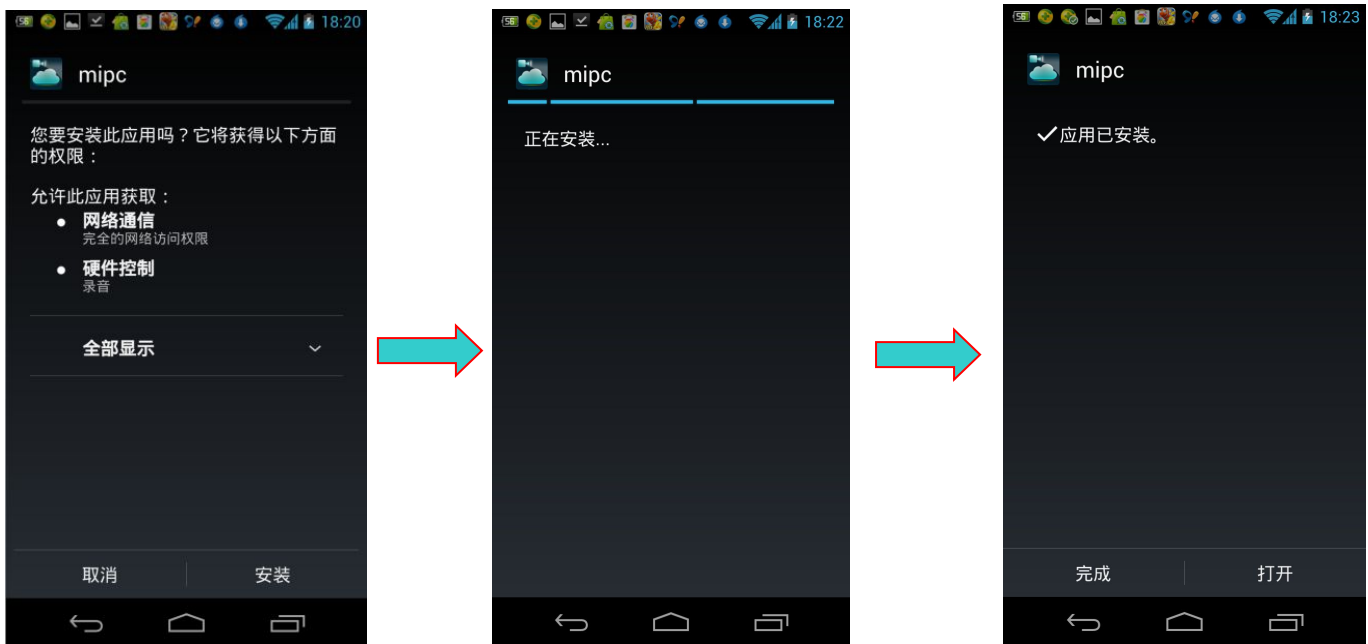 56 18:20
mipc
您要安装此应用吗？它将获得以下方面
的权限：
允许此应用获取：
网络通信
完全的网络访问权限
硬件控制
录音
全部显示
取消 安装
56 18:22
mipc
正在安装...
56 18:23
mipc
应用已安装。
完成 打开